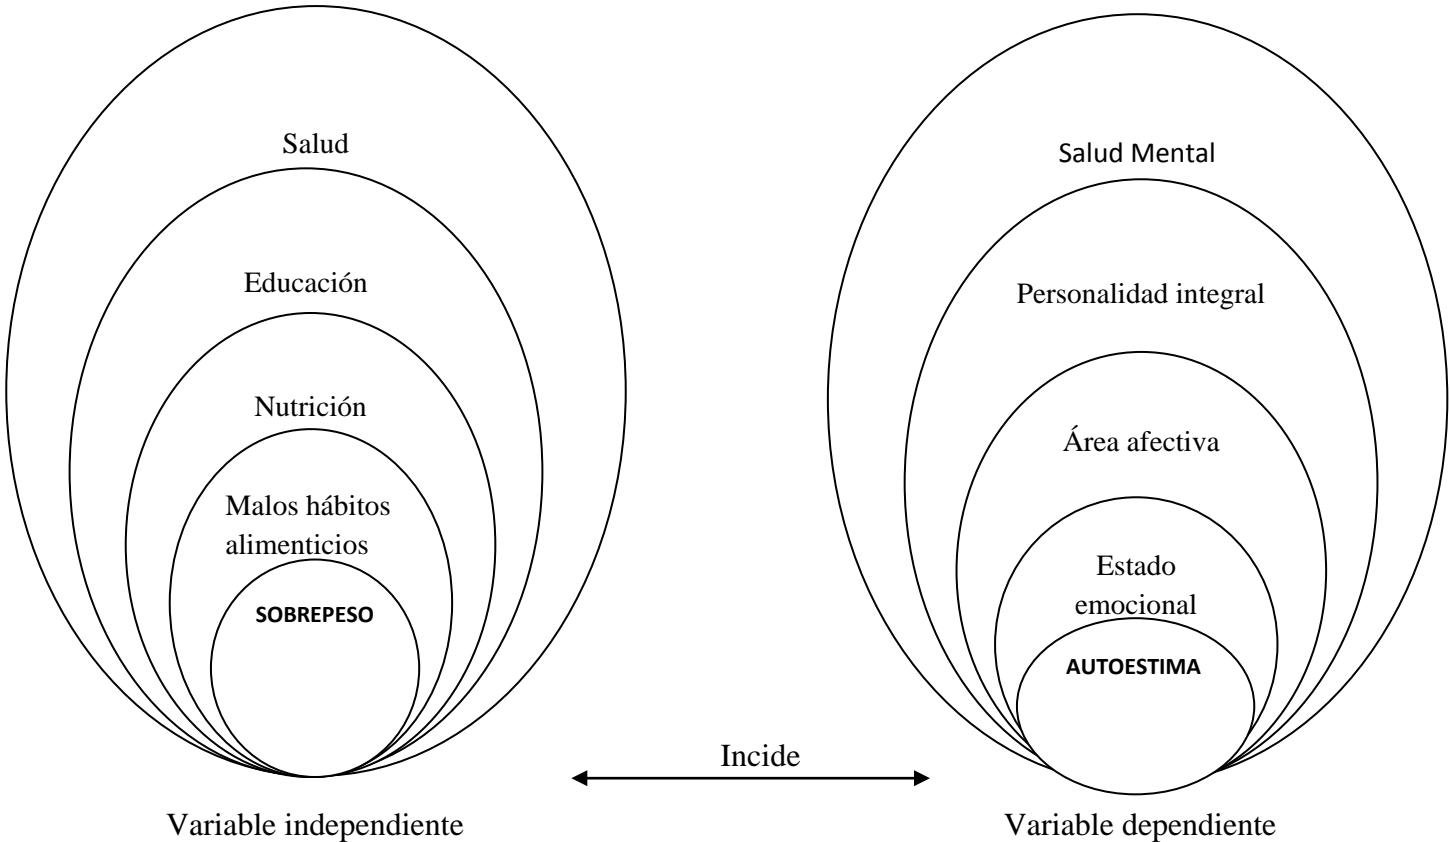 Salud
Educación
Nutrición
Malos hábitos
alimenticios
SOBREPESO
Variable independiente
Incide
Salud Mental
Personalidad integral
Área afectiva
Estado
emocional
AUTOESTIMA
Variable dependiente